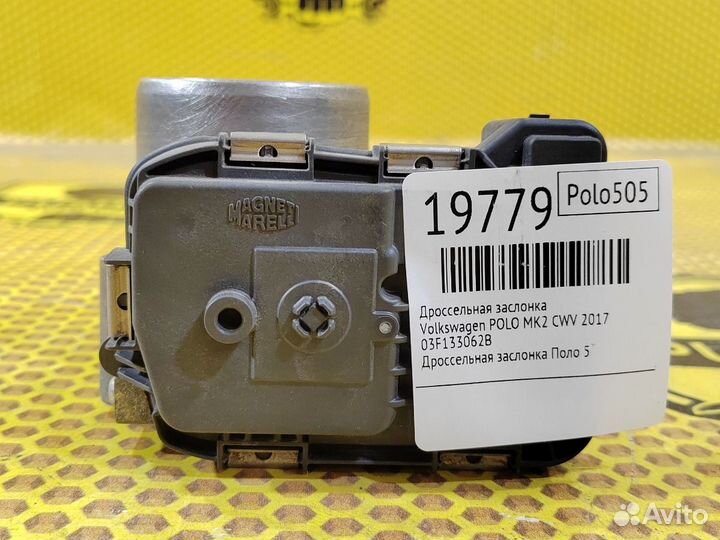 MAGNETI
MARELLI
19779
Polo505
Дроссельная заслонка
Volkswagen POLO MK2 CWV 2017
03F133062B
Дроссельная заслонка Поло 5
Avito